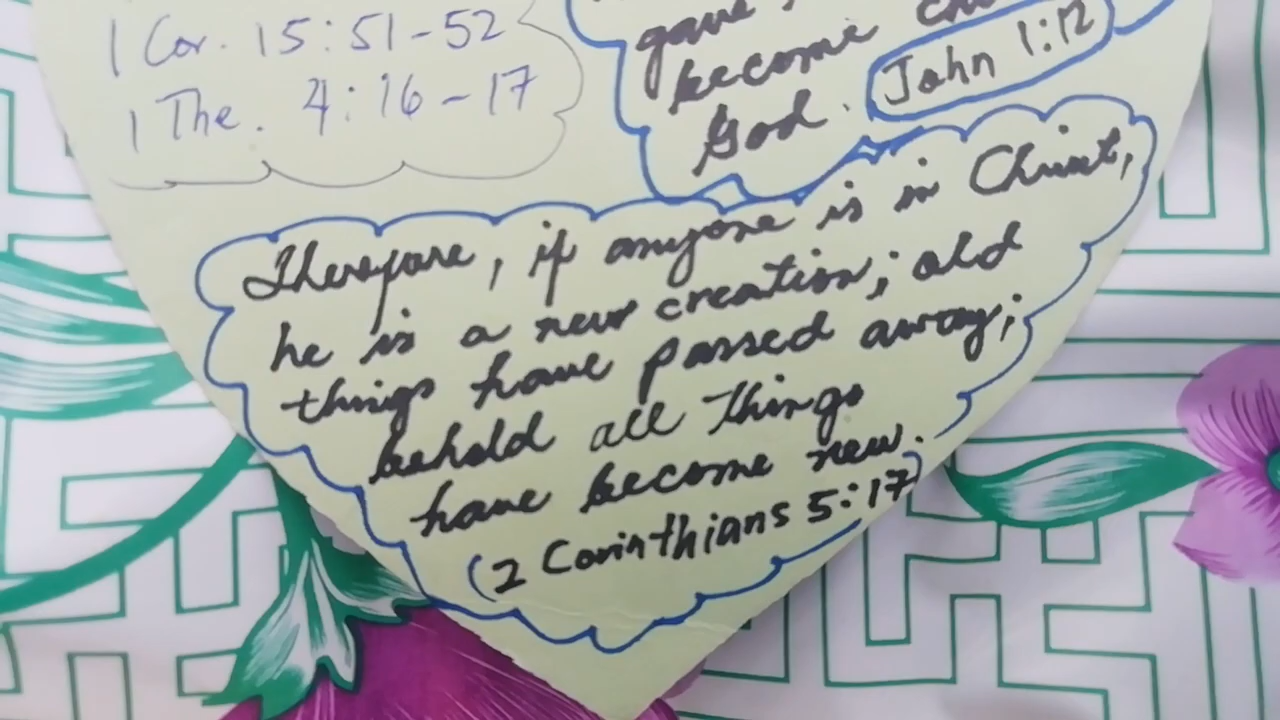 1 Cor. 15:51-52
1 The. 4:16-17
gave,
become
God. John 1:12
Therefore, if anyone is in Christ,
he is a new creation; old
things have passed away;
behold all things
have become new.
(2 Corinthians 5:17)